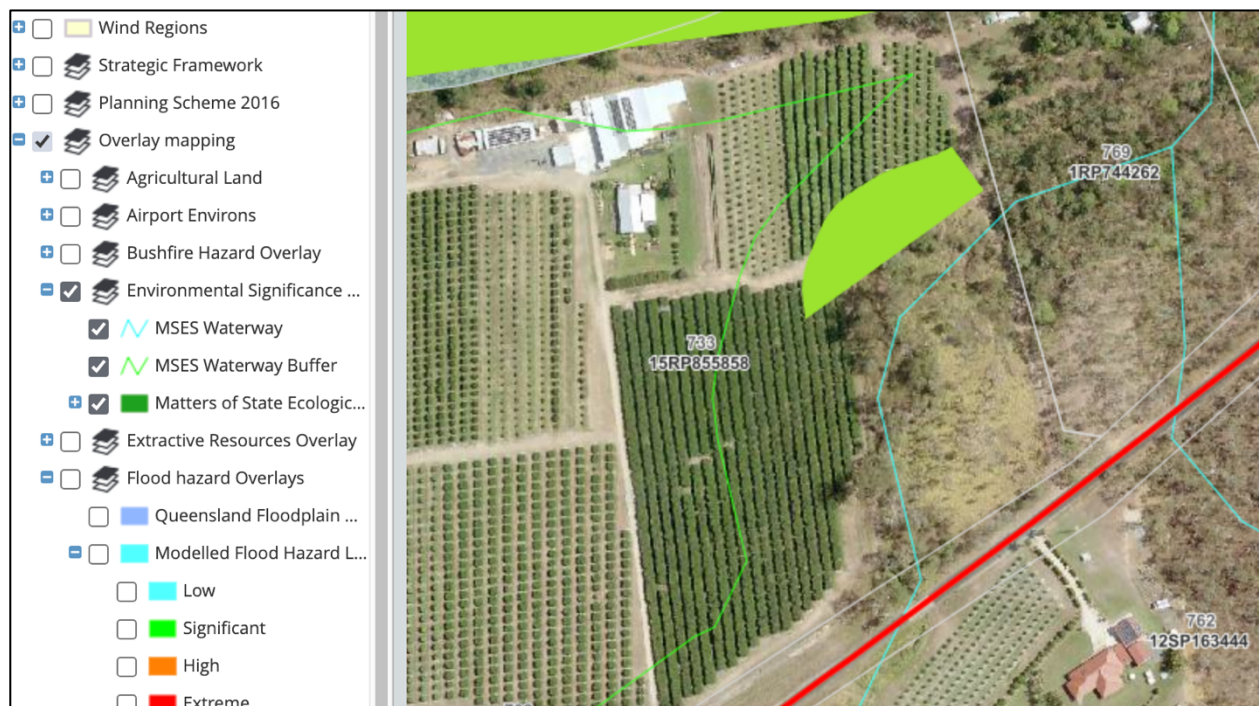 Wind Regions
Strategic Framework
Planning Scheme 2016
Overlay mapping
Agricultural Land
Airport Environs
Bushfire Hazard Overlay
Environmental Significance ...
MSES Waterway
MSES Waterway Buffer
Matters of State Ecologic...
Extractive Resources Overlay
Flood hazard Overlays
Queensland Floodplain ...
Modelled Flood Hazard L...
Low
Significant
High
Extreme
769
1RP744262
733
15RP855858
762
12SP163444